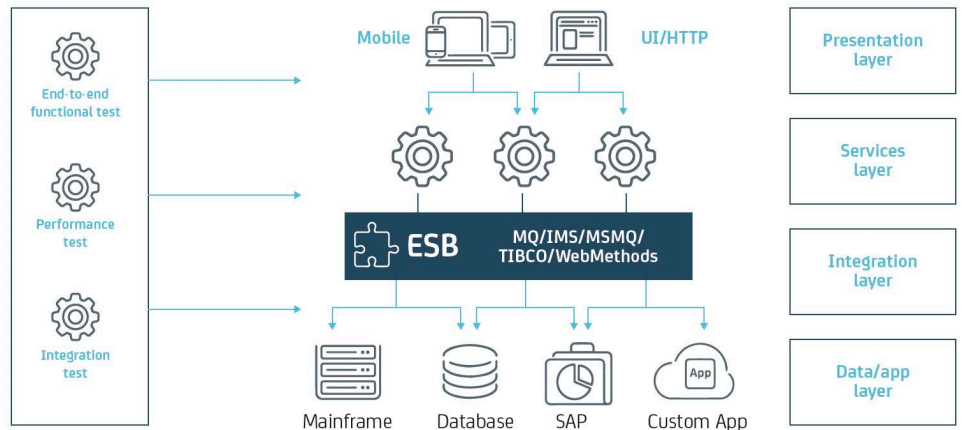 End-to-end
functional test
Performance
test
Integration
test
Mobile
UI/HTTP
ESB
MQ/IMS/MSMQ/
TIBCO/WebMethods
Mainframe
Database
SAP
App
Custom App
Presentation
layer
Services
layer
Integration
layer
Data/app
layer